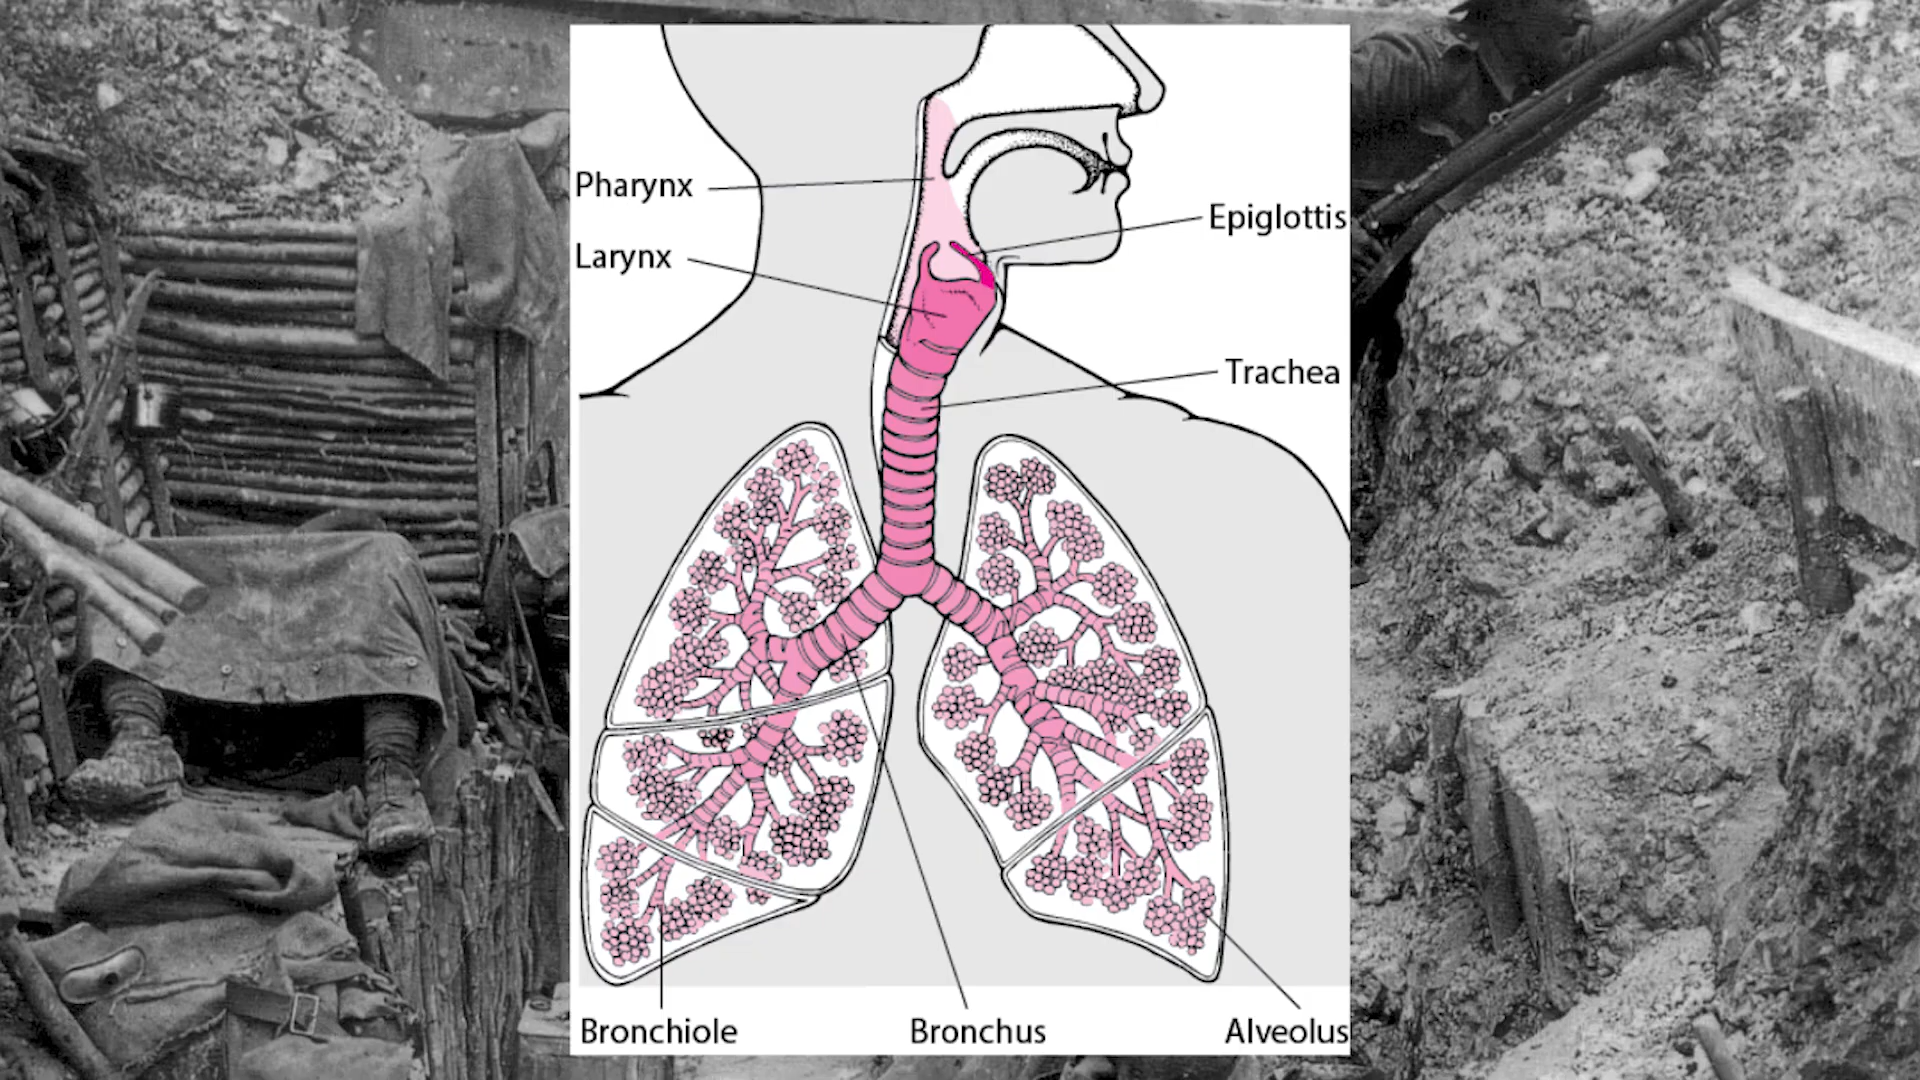 Pharynx
Larynx
Epiglottis
Trachea
Bronchiole
Bronchus
Alveolus